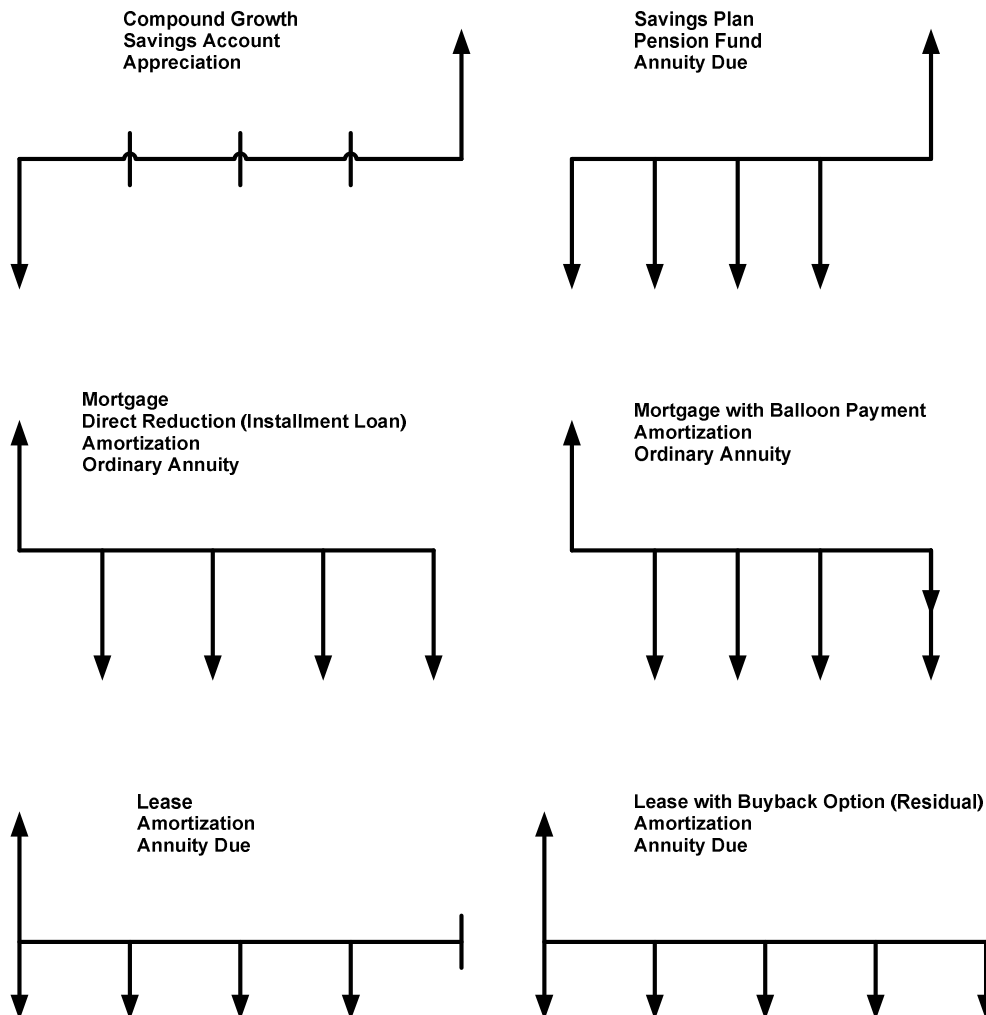 Compound Growth
Savings Account
Appreciation
Savings Plan
Pension Fund
Annuity Due
Mortgage
Direct Reduction (Installment Loan)
Amortization
Ordinary Annuity
Mortgage with Balloon Payment
Amortization
Ordinary Annuity
Lease
Amortization
Annuity Due
Lease with Buyback Option (Residual)
Amortization
Annuity Due